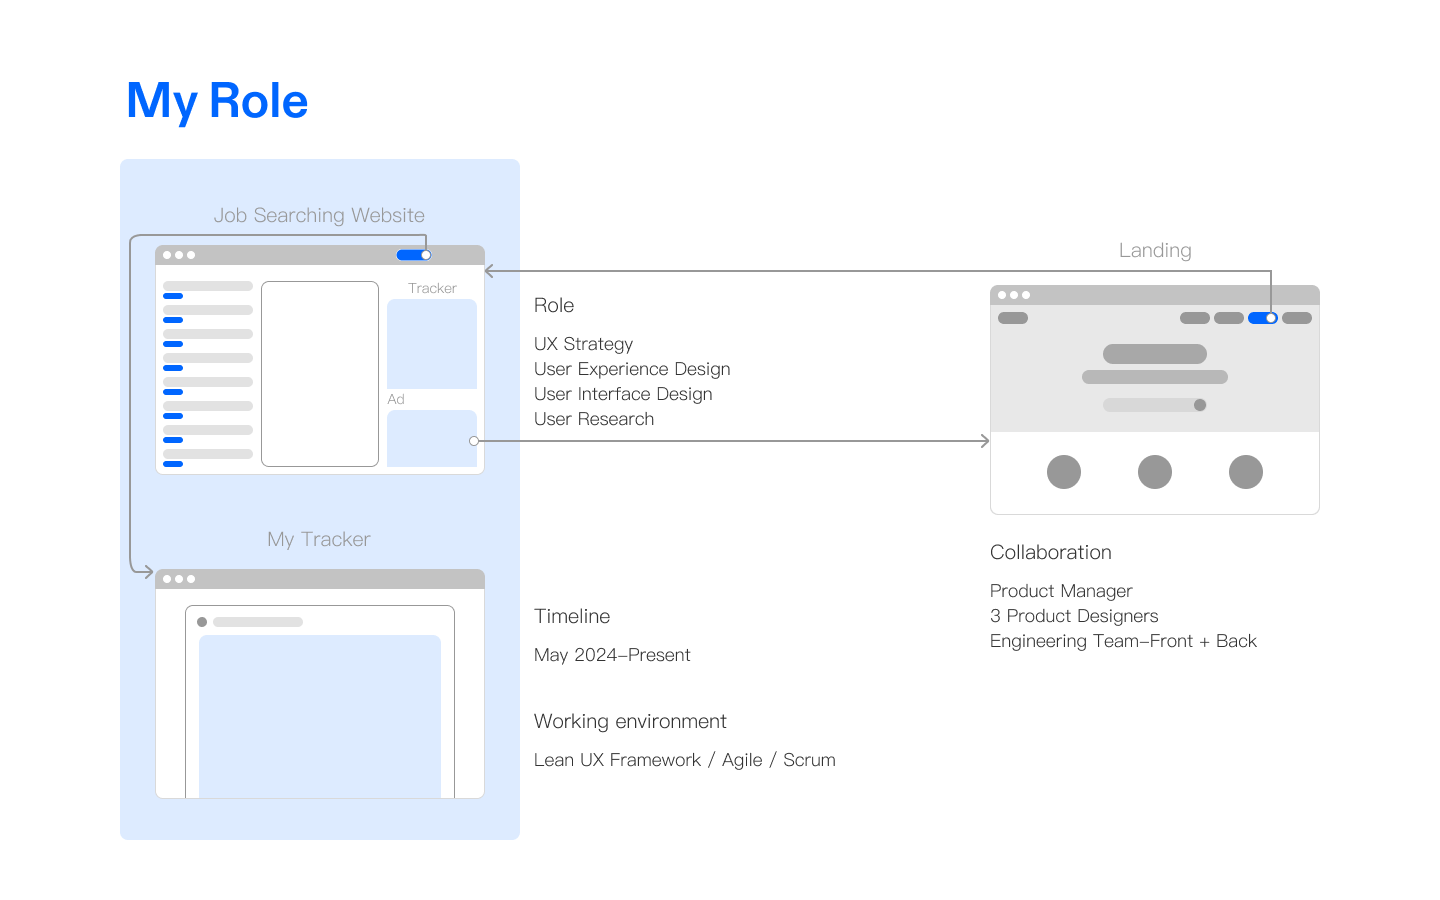 My Role
Job Searching Website
Tracker
Ad
My Tracker
Role
UX Strategy
User Experience Design
User Interface Design
User Research
Timeline
May 2024–Present
Working environment
Lean UX Framework / Agile / Scrum
Landing
Collaboration
Product Manager
3 Product Designers
Engineering Team–Front + Back